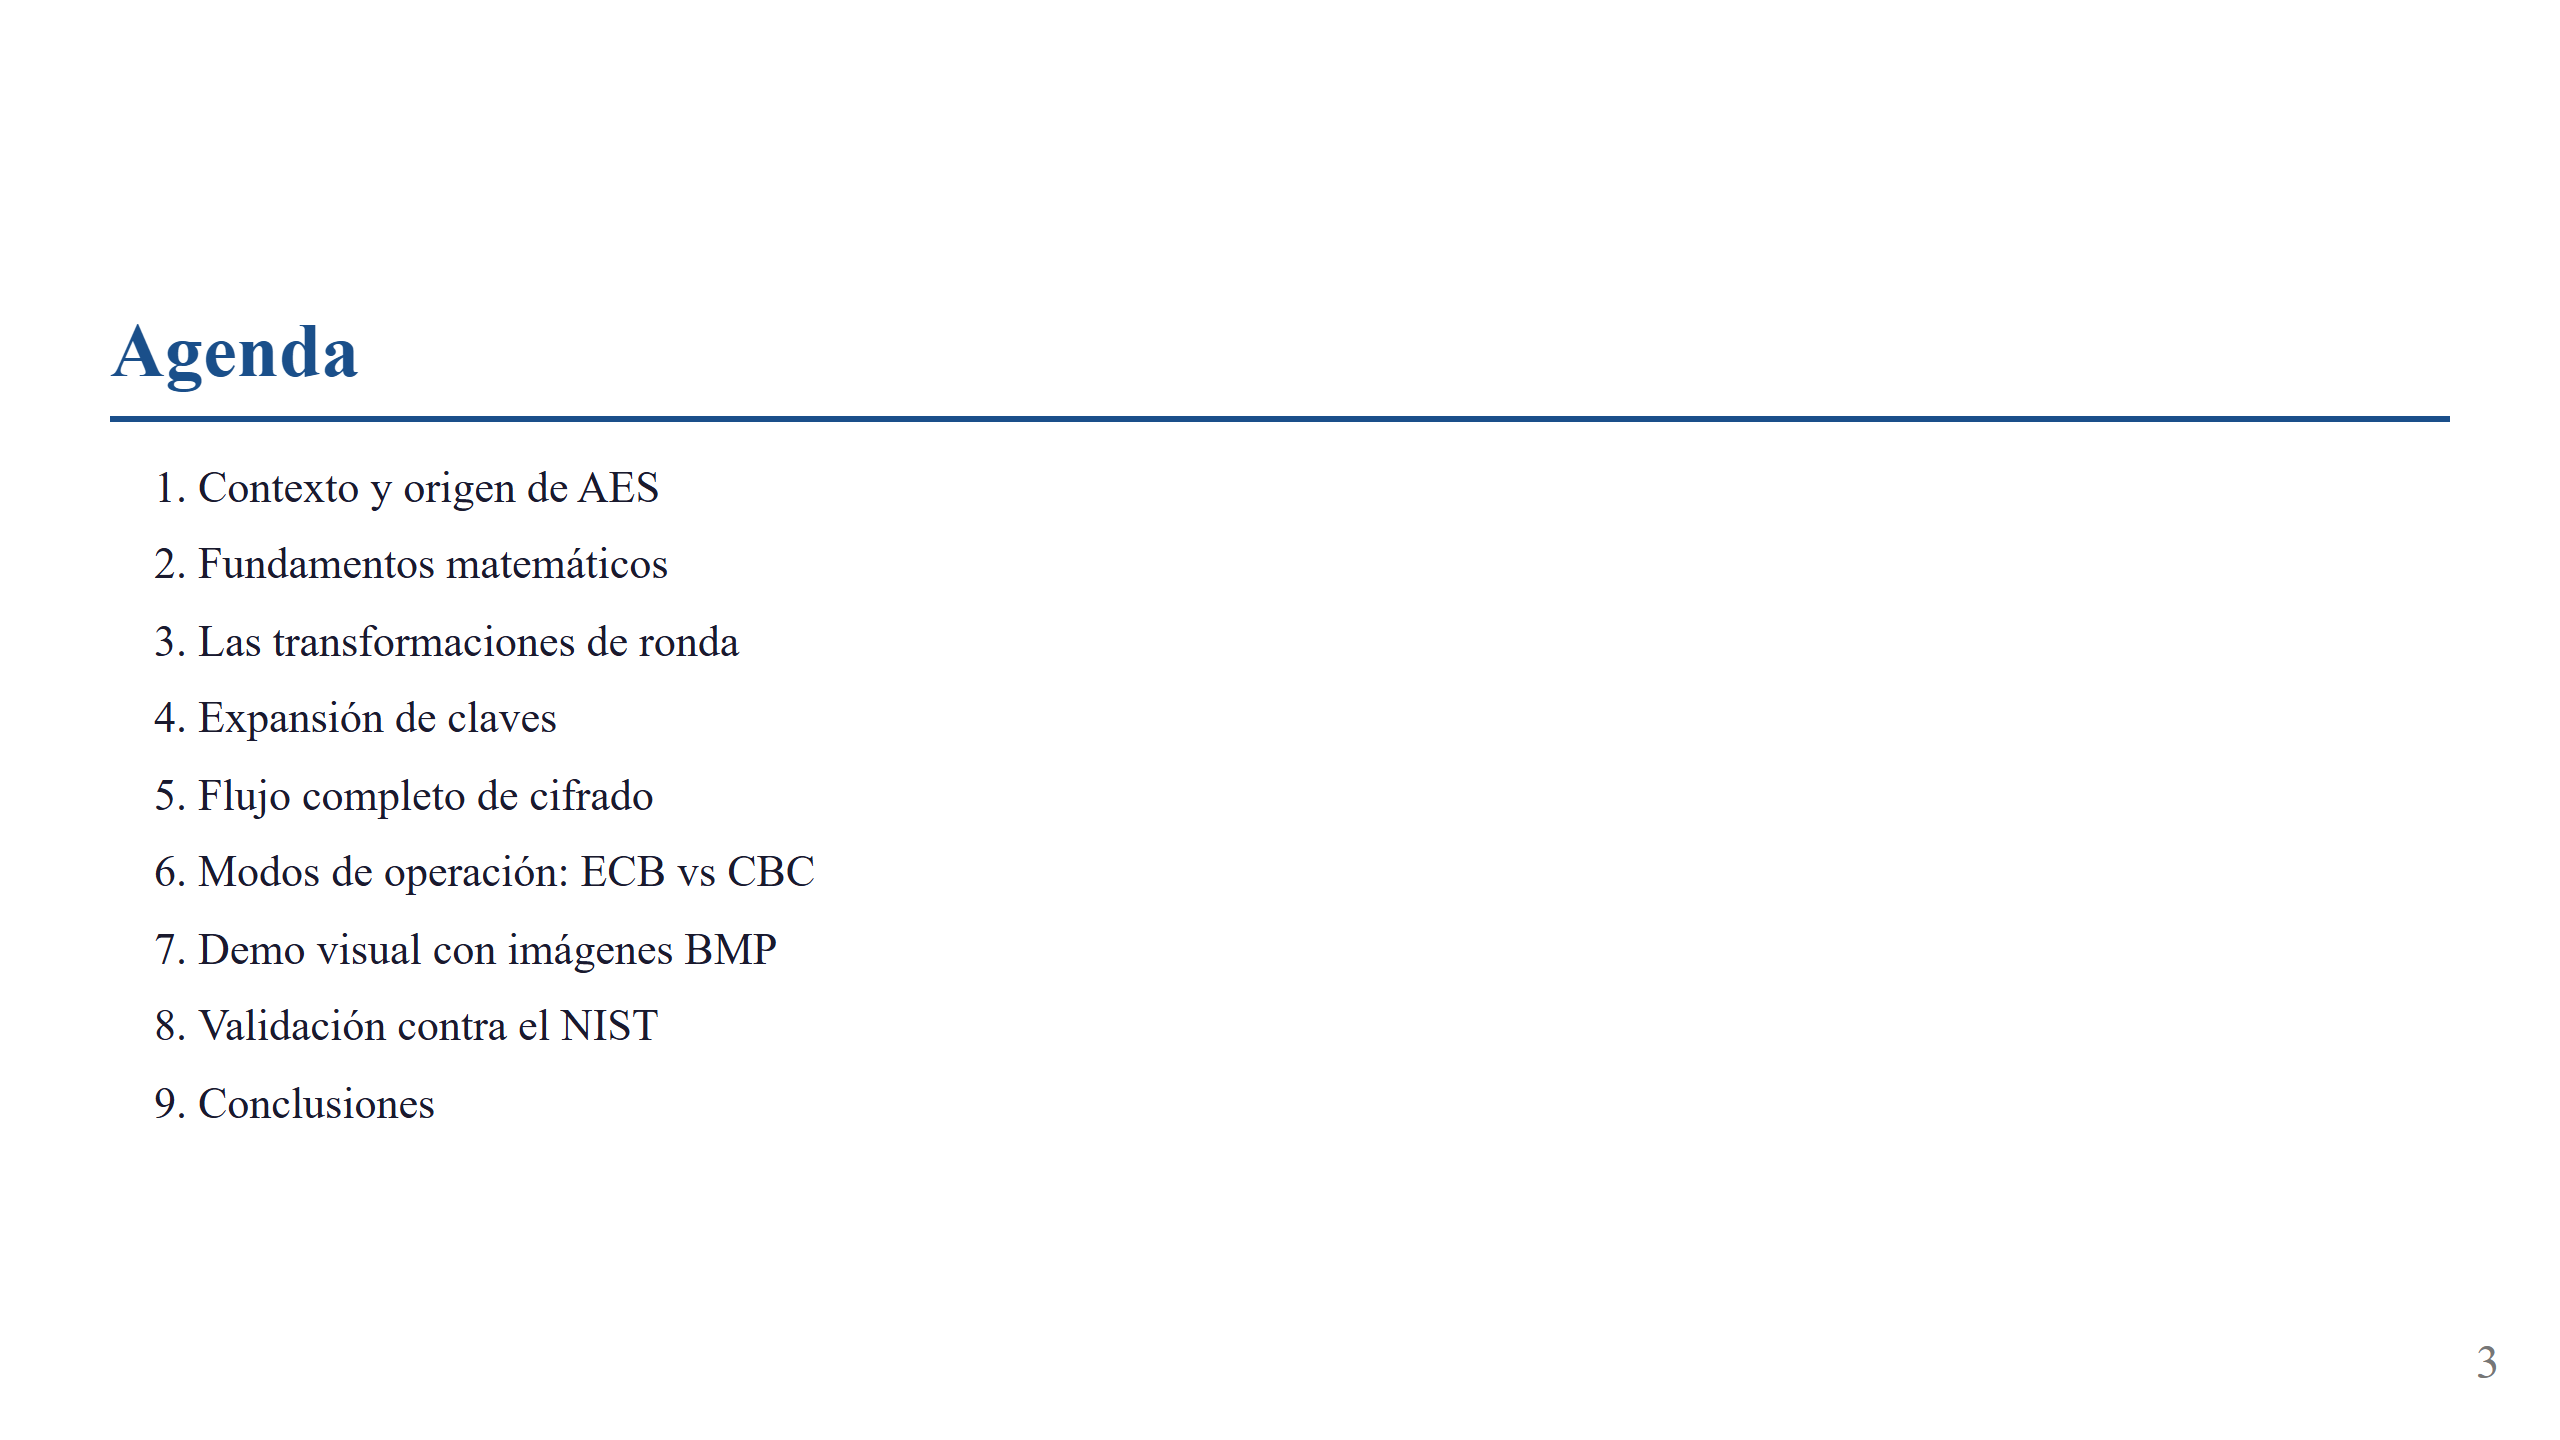 Agenda
1. Contexto y origen de AES
2. Fundamentos matemáticos
3. Las transformaciones de ronda
4. Expansión de claves
5. Flujo completo de cifrado
6. Modos de operación: ECB vs CBC
7. Demo visual con imágenes BMP
8. Validación contra el NIST
9. Conclusiones
3